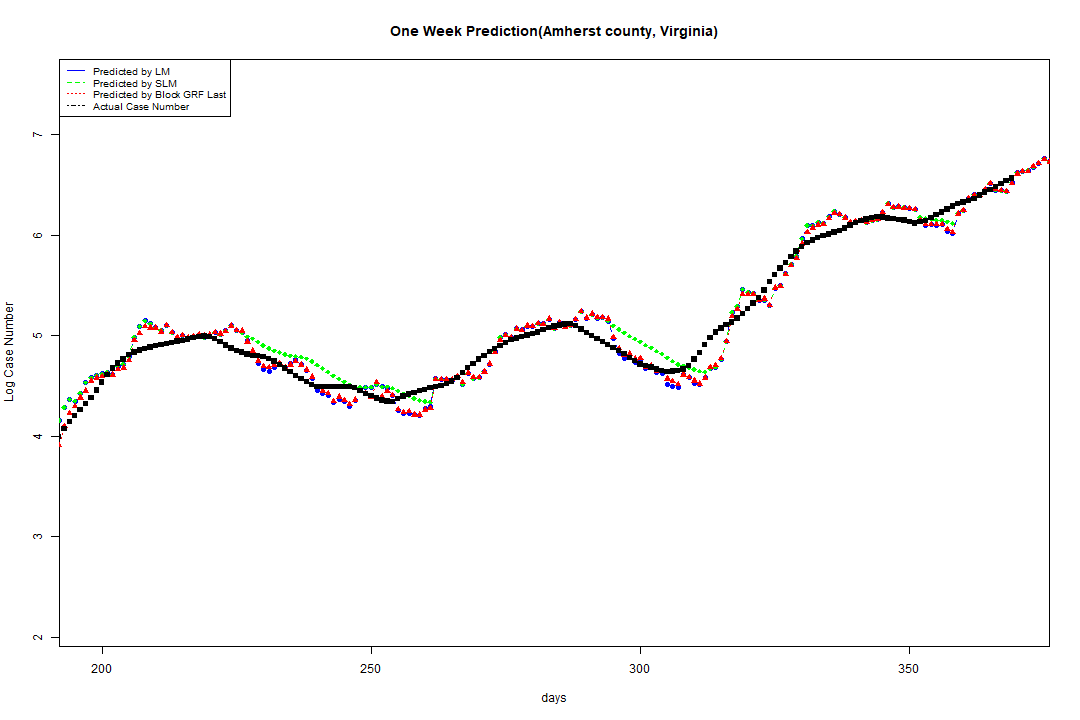 One Week Prediction(Amherst county, Virginia)
Predicted by LM
Predicted by SLM
Predicted by Block GRF Last
Actual Case Number
7
6
5
4
3
2
Log Case Number
200 250 300 350
days